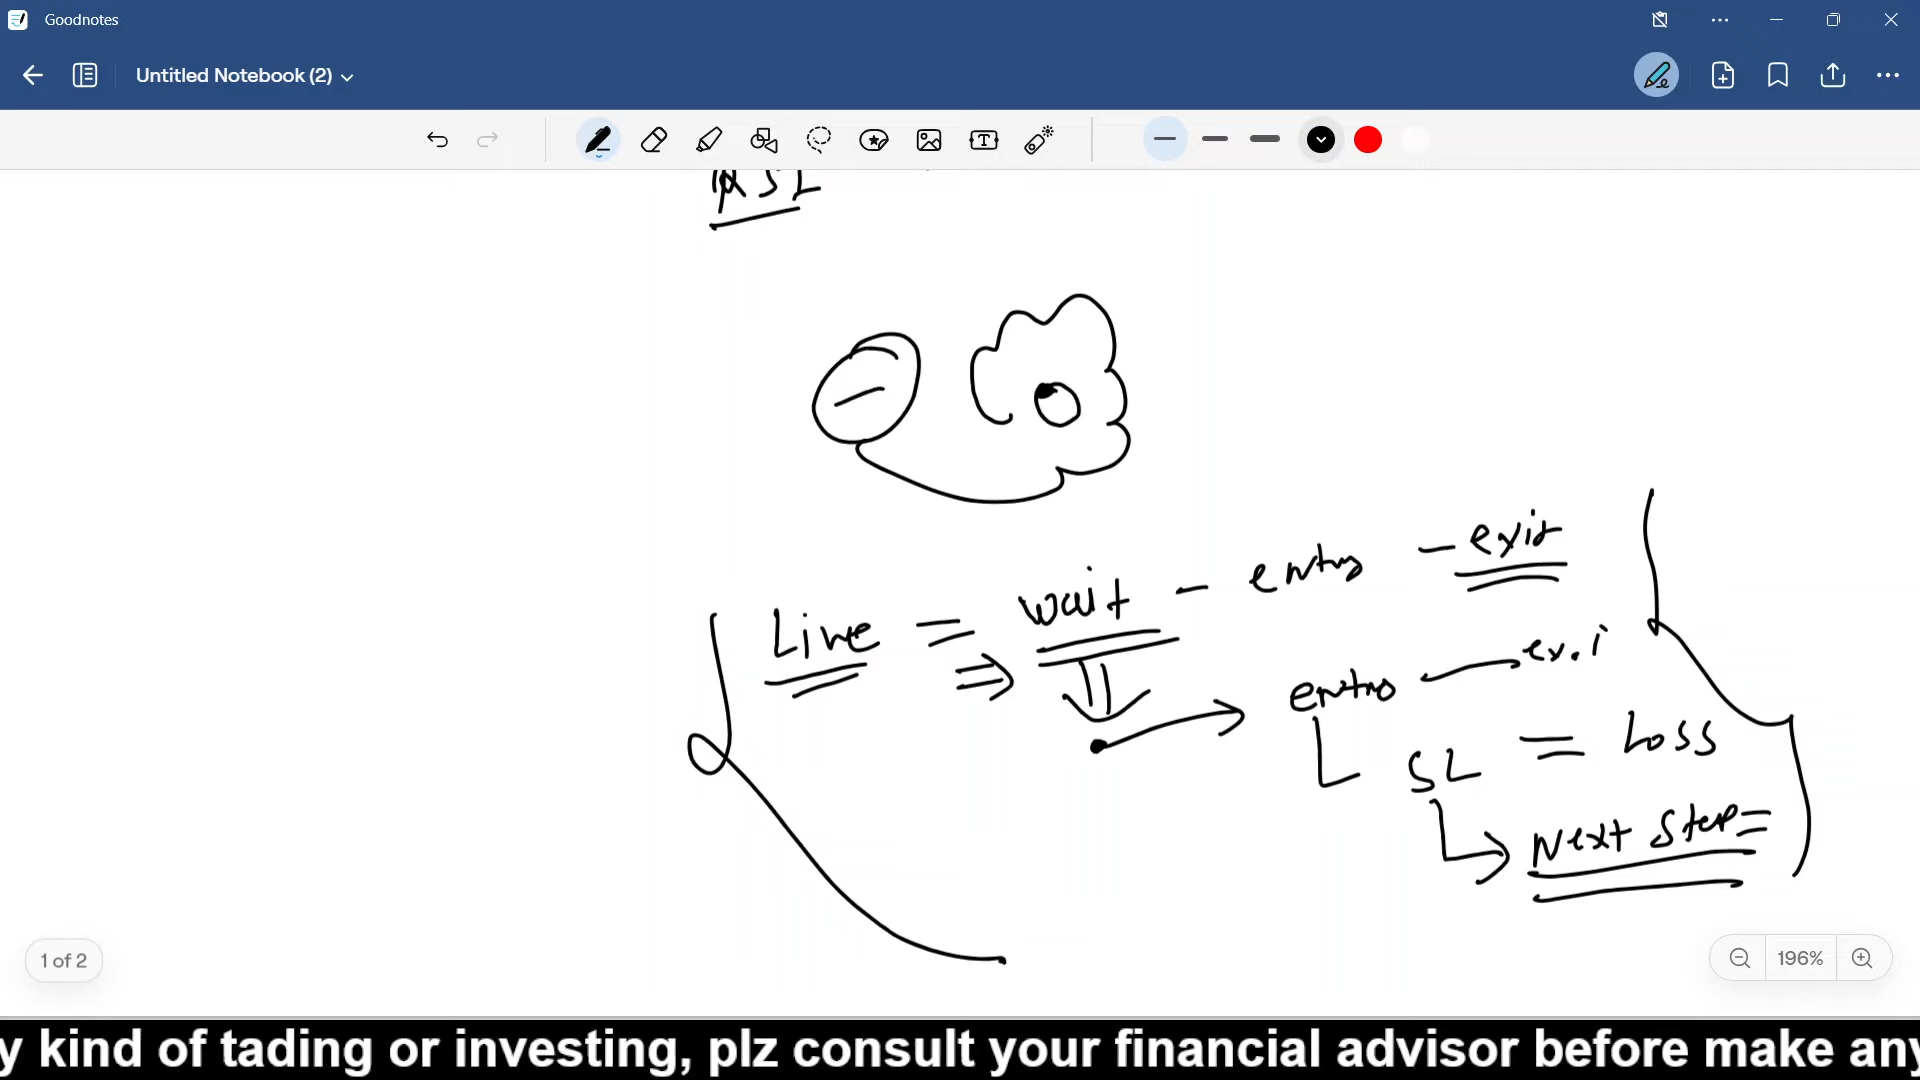 Goodnotes
Untitled Notebook (2)
Live = wait - entry - exit
entry exi
SL = Loss
Next Step =
1 of 2
196%
y kind of tading or investing, plz consult your financial advisor before make any